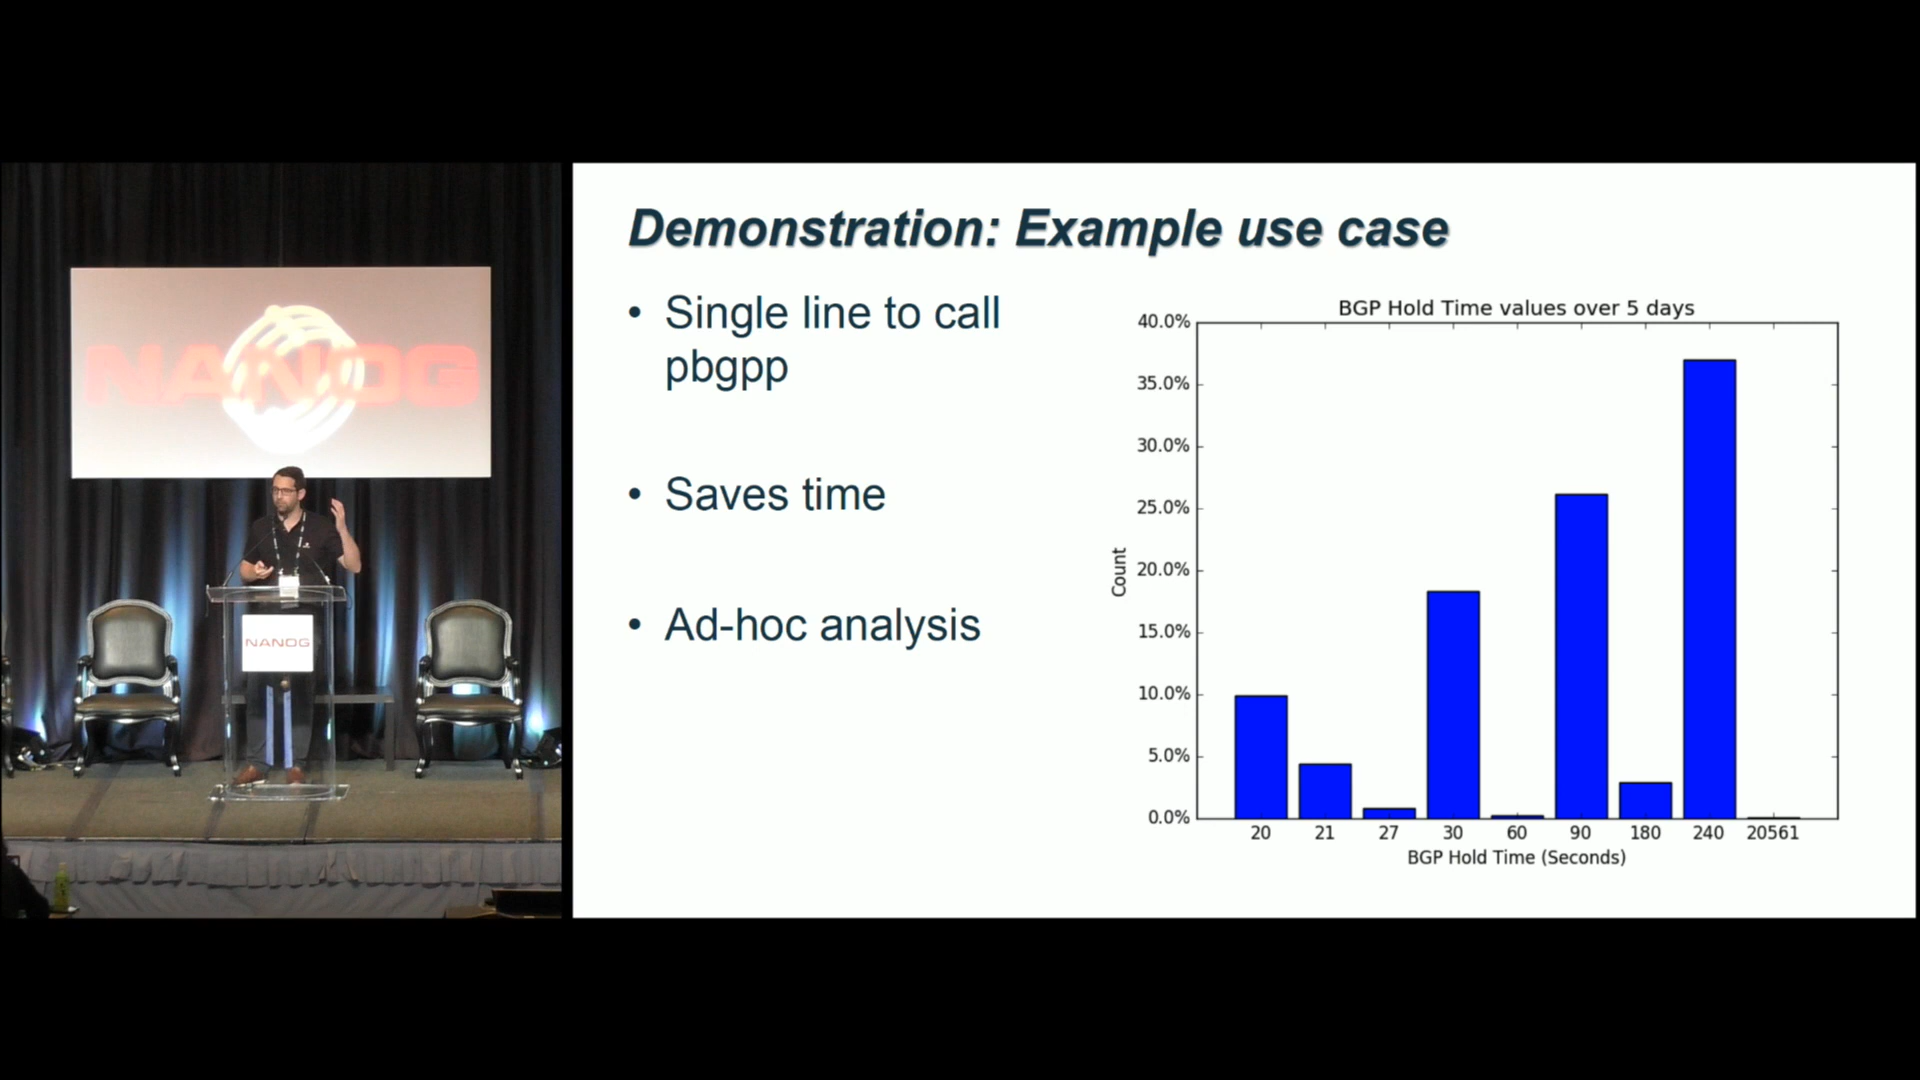 NANOG
NANOG
Demonstration: Example use case
• Single line to call
pbgpp
• Saves time
• Ad-hoc analysis
BGP Hold Time values over 5 days
40.0%
35.0%
30.0%
25.0%
20.0%
15.0%
10.0%
5.0%
0.0%
Count
20 21 27 30 60 90 180 240 20561
BGP Hold Time (Seconds)